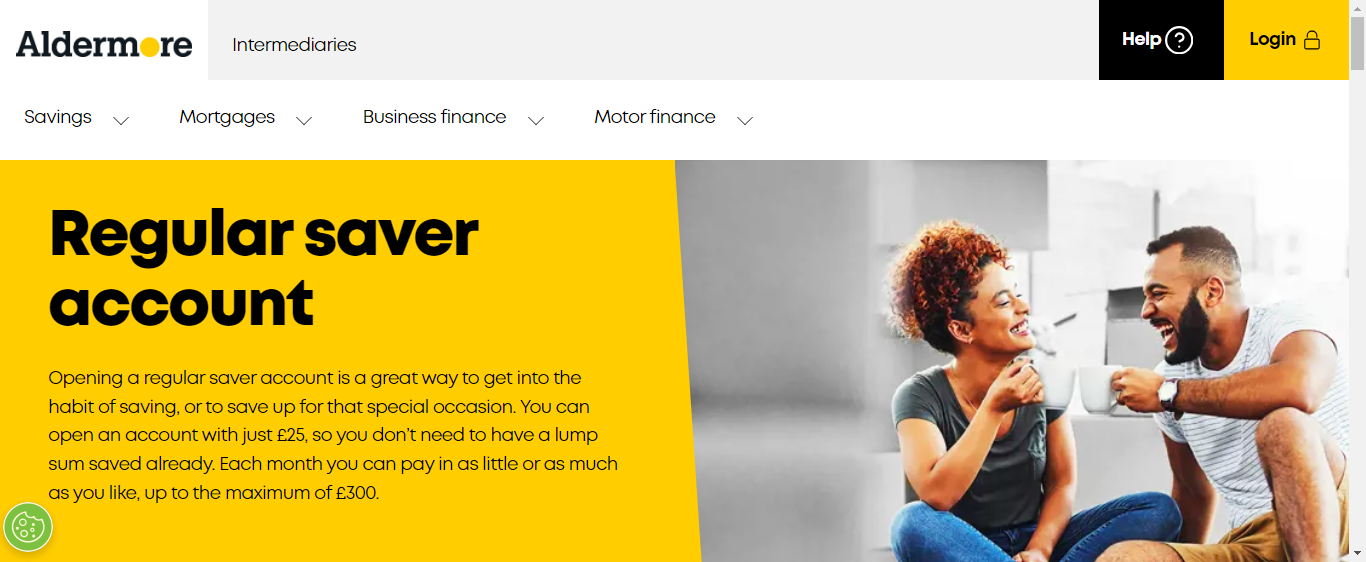 Aldermore
Intermediaries
Help ?
Login
Savings
Mortgages
Business finance
Motor finance
Regular saver
account
Opening a regular saver account is a great way to get into the
habit of saving, or to save up for that special occasion. You can
open an account with just £25, so you don’t need to have a lump
sum saved already. Each month you can pay in as little or as much
as you like, up to the maximum of £300.